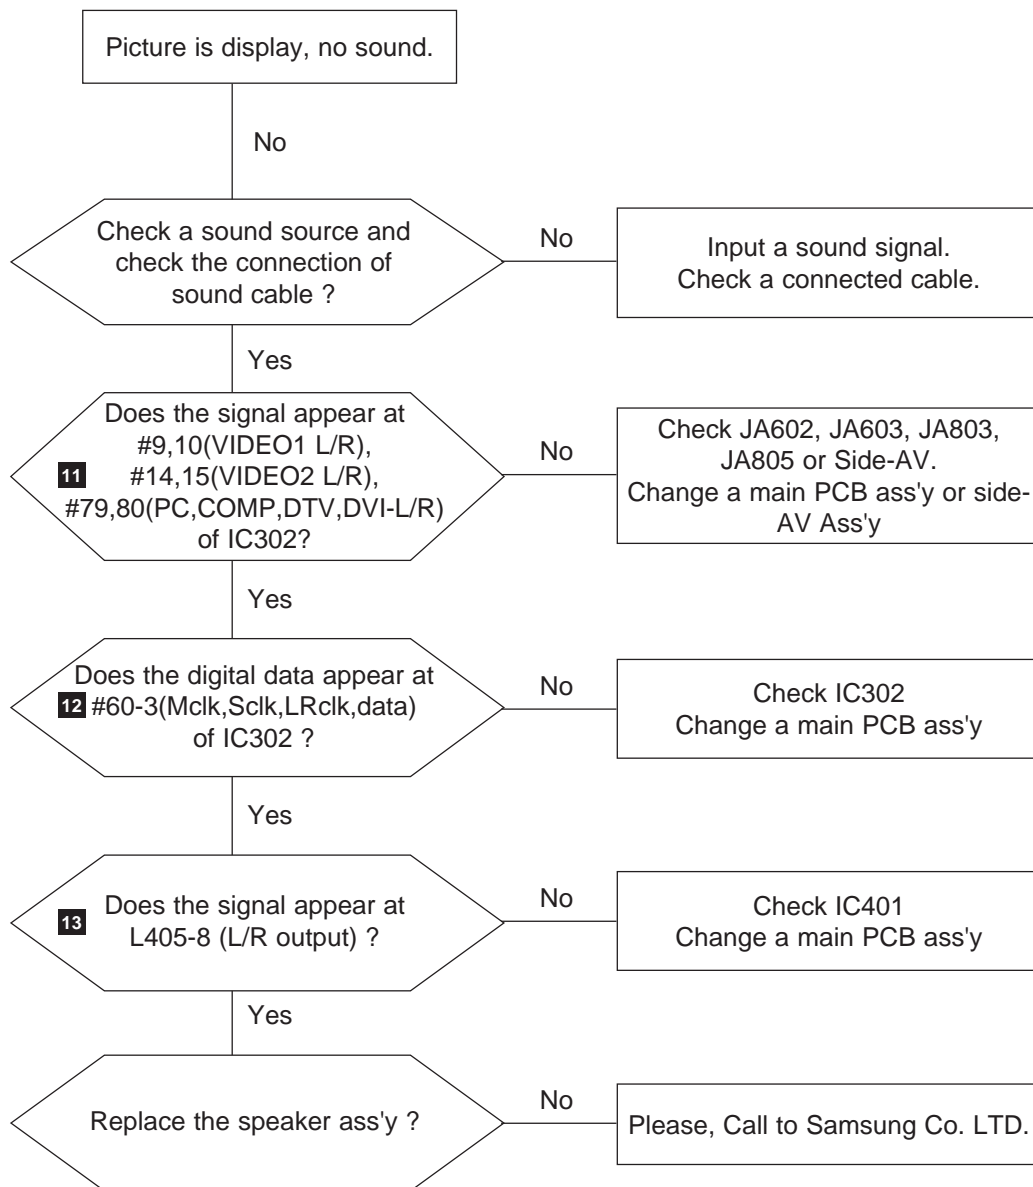 Picture is display, no sound.
No
Check a sound source and
check the connection of
sound cable ?
No
Input a sound signal.
Check a connected cable.
Yes
Does the signal appear at
#9,10(VIDEO1 L/R),
11 #14,15(VIDEO2 L/R),
#79,80(PC,COMP,DTV,DVI-L/R)
of IC302?
No
Check JA602, JA603, JA803,
JA805 or Side-AV.
Change a main PCB ass'y or side-
AV Ass'y
Yes
Does the digital data appear at
12 #60-3(Mclk,Sclk,LRclk,data)
of IC302 ?
No
Check IC302
Change a main PCB ass'y
Yes
13 Does the signal appear at
L405-8 (L/R output) ?
No
Check IC401
Change a main PCB ass'y
Yes
Replace the speaker ass'y ?
No
Please, Call to Samsung Co. LTD.